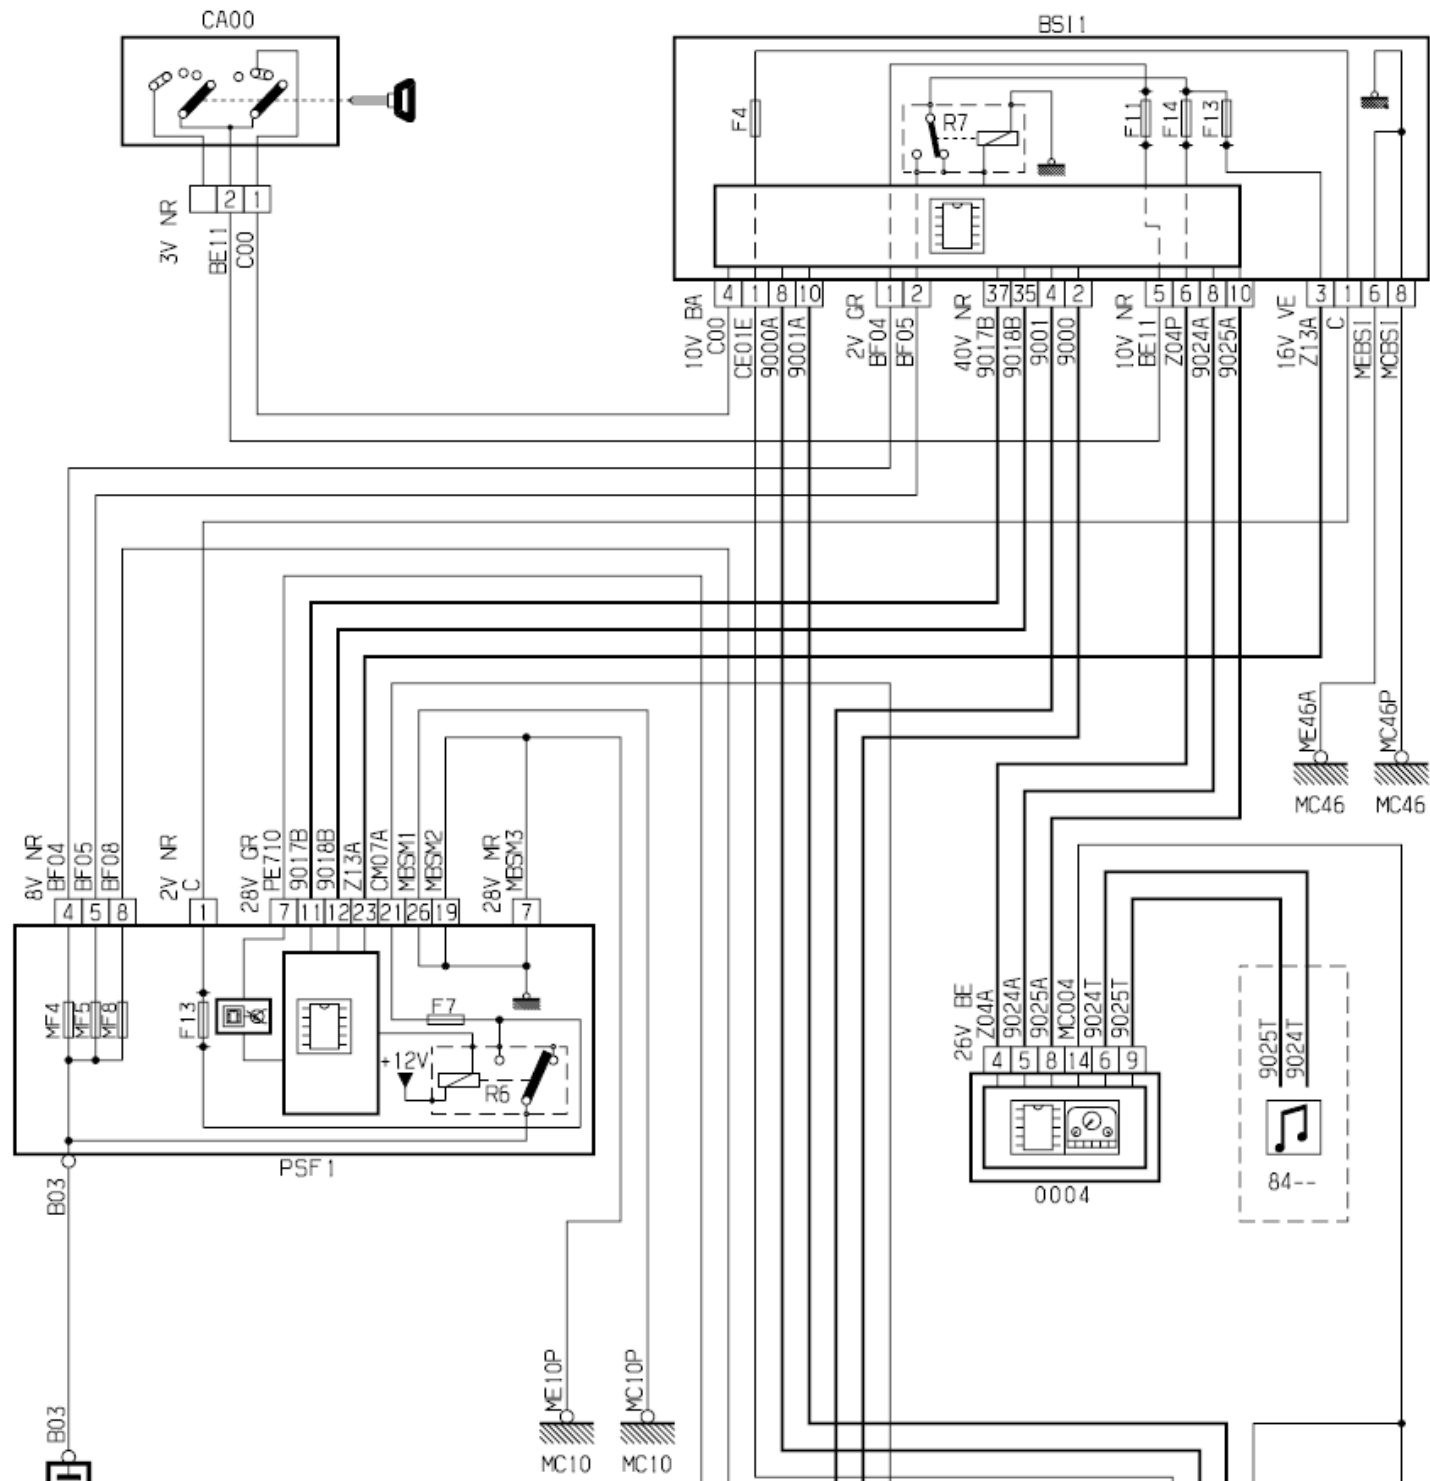 CA00
BSI1
F4
R7
F11
F14
F13
2 1
3V NR
BE11
C00
4 1 8 10
1 2
37 35 4 2
5 6 8 10
3 1 6 8
10V BA
C00
CE01E
9000A
9001A
2V GR
BF04
BF05
40V NR
9017B
9018B
9001
9000
10V NR
BE11
Z04P
9024A
9025A
16V VE
Z13A
C
MEBSI
MCBSI
ME46A
MC46P
MC46
MC46
8V NR
BF04
BF05
BF08
2V NR
C
28V GR
PE710
9017B
9018B
Z13A
CM07A
MBSM1
MBSM2
28V MR
MBSM3
4 5 8
1
7 11 12 23 21 26 19
7
MF4
MF5
MF8
F13
F7
+12V
R6
PSF1
26V BE
Z04A
9024A
9025A
MC004
9024T
9025T
4 5 8 14 6 9
0004
9025T
9024T
84--
B03
B03
ME10P
MC10P
MC10
MC10